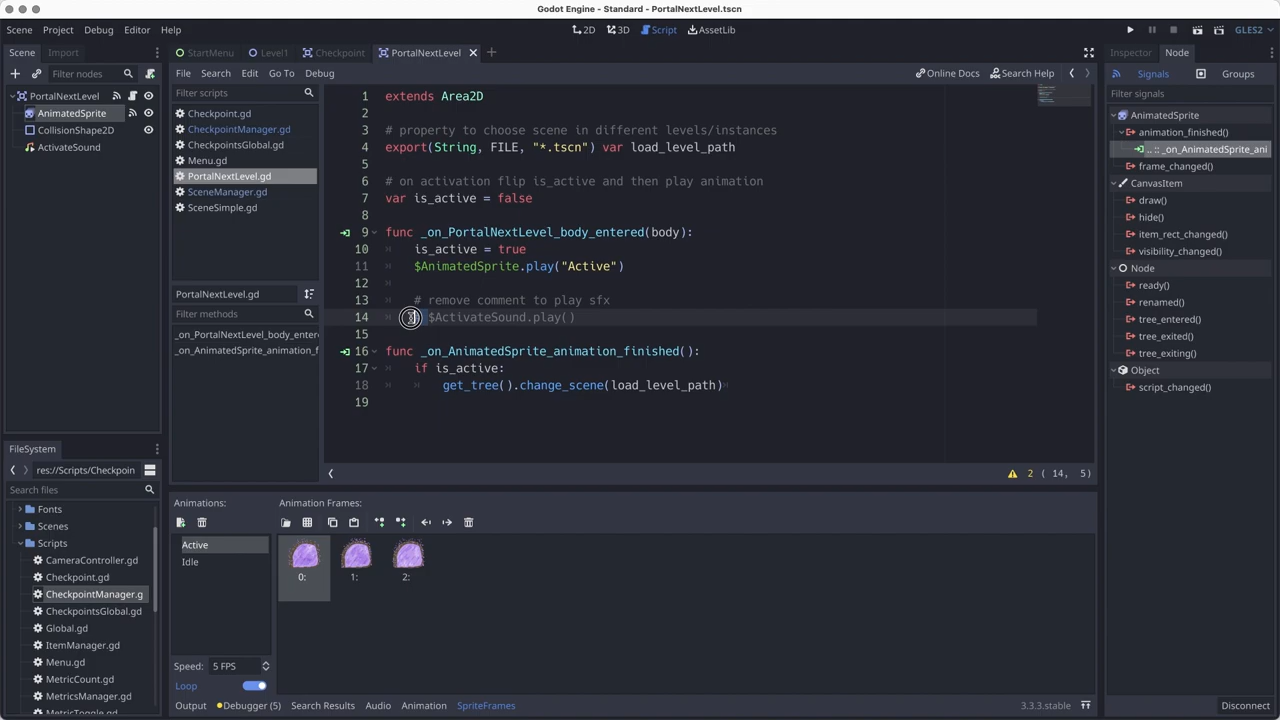 Godot Engine - Standard - PortalNextLevel.tscn
Scene Project Debug Editor Help
2D 3D Script AssetLib
GLES2
Scene Import
StartMenu Level1 Checkpoint PortalNextLevel
Inspector Node
Filter nodes
File Search Edit Go To Debug
Online Docs Search Help
Signals Groups
PortalNextLevel
AnimatedSprite
CollisionShape2D
ActivateSound
Filter scripts
Checkpoint.gd
CheckpointManager.gd
CheckpointsGlobal.gd
Menu.gd
PortalNextLevel.gd
SceneManager.gd
SceneSimple.gd
PortalNextLevel.gd
Filter methods
_on_PortalNextLevel_body_entere
_on_AnimatedSprite_animation_f
1 extends Area2D
2
3 # property to choose scene in different levels/instances
4 export(String, FILE, "*.tscn") var load_level_path
5
6 # on activation flip is_active and then play animation
7 var is_active = false
8
9 func _on_PortalNextLevel_body_entered(body):
10 is_active = true
11 $AnimatedSprite.play("Active")
12
13 # remove comment to play sfx
14 $ActivateSound.play()
15
16 func _on_AnimatedSprite_animation_finished():
17 if is_active:
18 get_tree().change_scene(load_level_path)
19
2 ( 14, 5)
Filter signals
AnimatedSprite
animation_finished()
.. :: _on_AnimatedSprite_ani
frame_changed()
CanvasItem
draw()
hide()
item_rect_changed()
visibility_changed()
Node
ready()
renamed()
tree_entered()
tree_exited()
tree_exiting()
Object
script_changed()
FileSystem
res://Scripts/Checkpoin
Search files
Fonts
Scenes
Scripts
CameraController.gd
Checkpoint.gd
CheckpointManager.g
CheckpointsGlobal.gd
Global.gd
ItemManager.gd
Menu.gd
MetricCount.gd
MetricsManager.gd
MetricToggle.gd
Animations:
Active
Idle
Speed: 5 FPS
Loop
Animation Frames:
0: 1: 2:
Output Debugger (5) Search Results Audio Animation SpriteFrames
3.3.3.stable
Disconnect